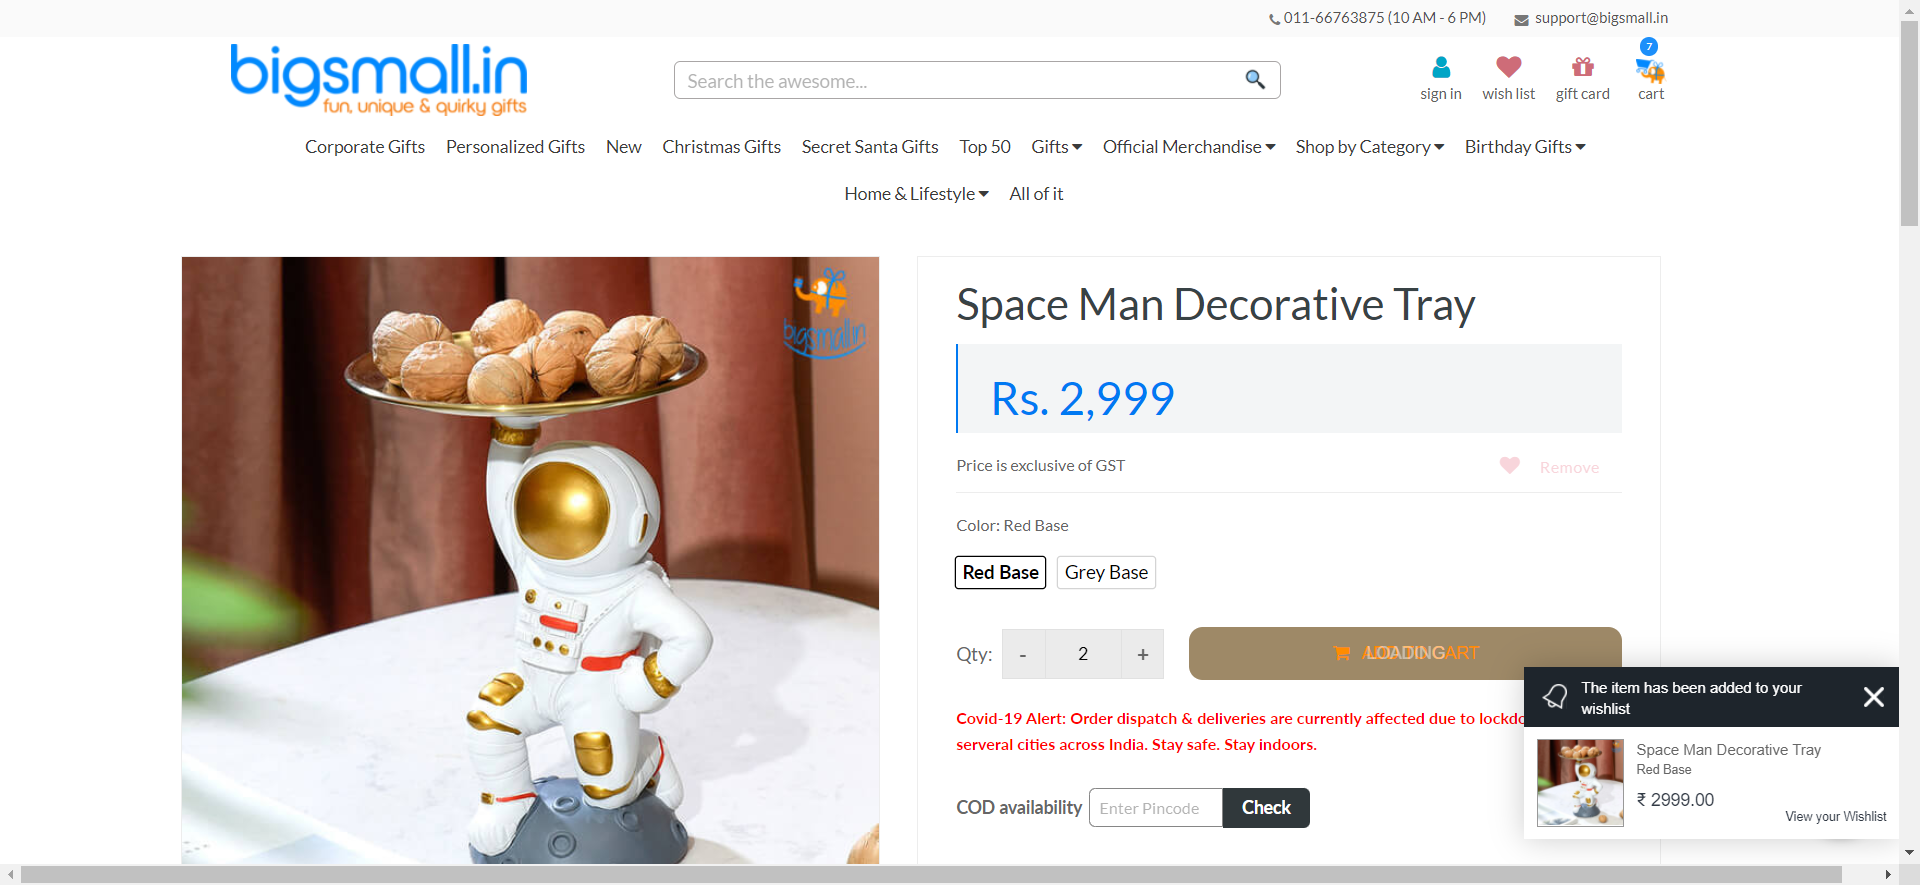 011-66763875 (10 AM - 6 PM) support@bigsmall.in
bigsmall.in
fun, unique & quirky gifts
Search the awesome...
7
sign in wish list gift card cart
Corporate Gifts Personalized Gifts New Christmas Gifts Secret Santa Gifts Top 50 Gifts Official Merchandise Shop by Category Birthday Gifts
Home & Lifestyle All of it
bigsmall.in
Space Man Decorative Tray
Rs. 2,999
Price is exclusive of GST
Remove
Color: Red Base
Red Base Grey Base
Qty: - 2 +
LOADING
Covid-19 Alert: Order dispatch & deliveries are currently affected due to
serveral cities across India. Stay safe. Stay indoors.
COD availability Enter Pincode Check
The item has been added to your
wishlist
Space Man Decorative Tray
Red Base
₹ 2999.00
View your Wishlist